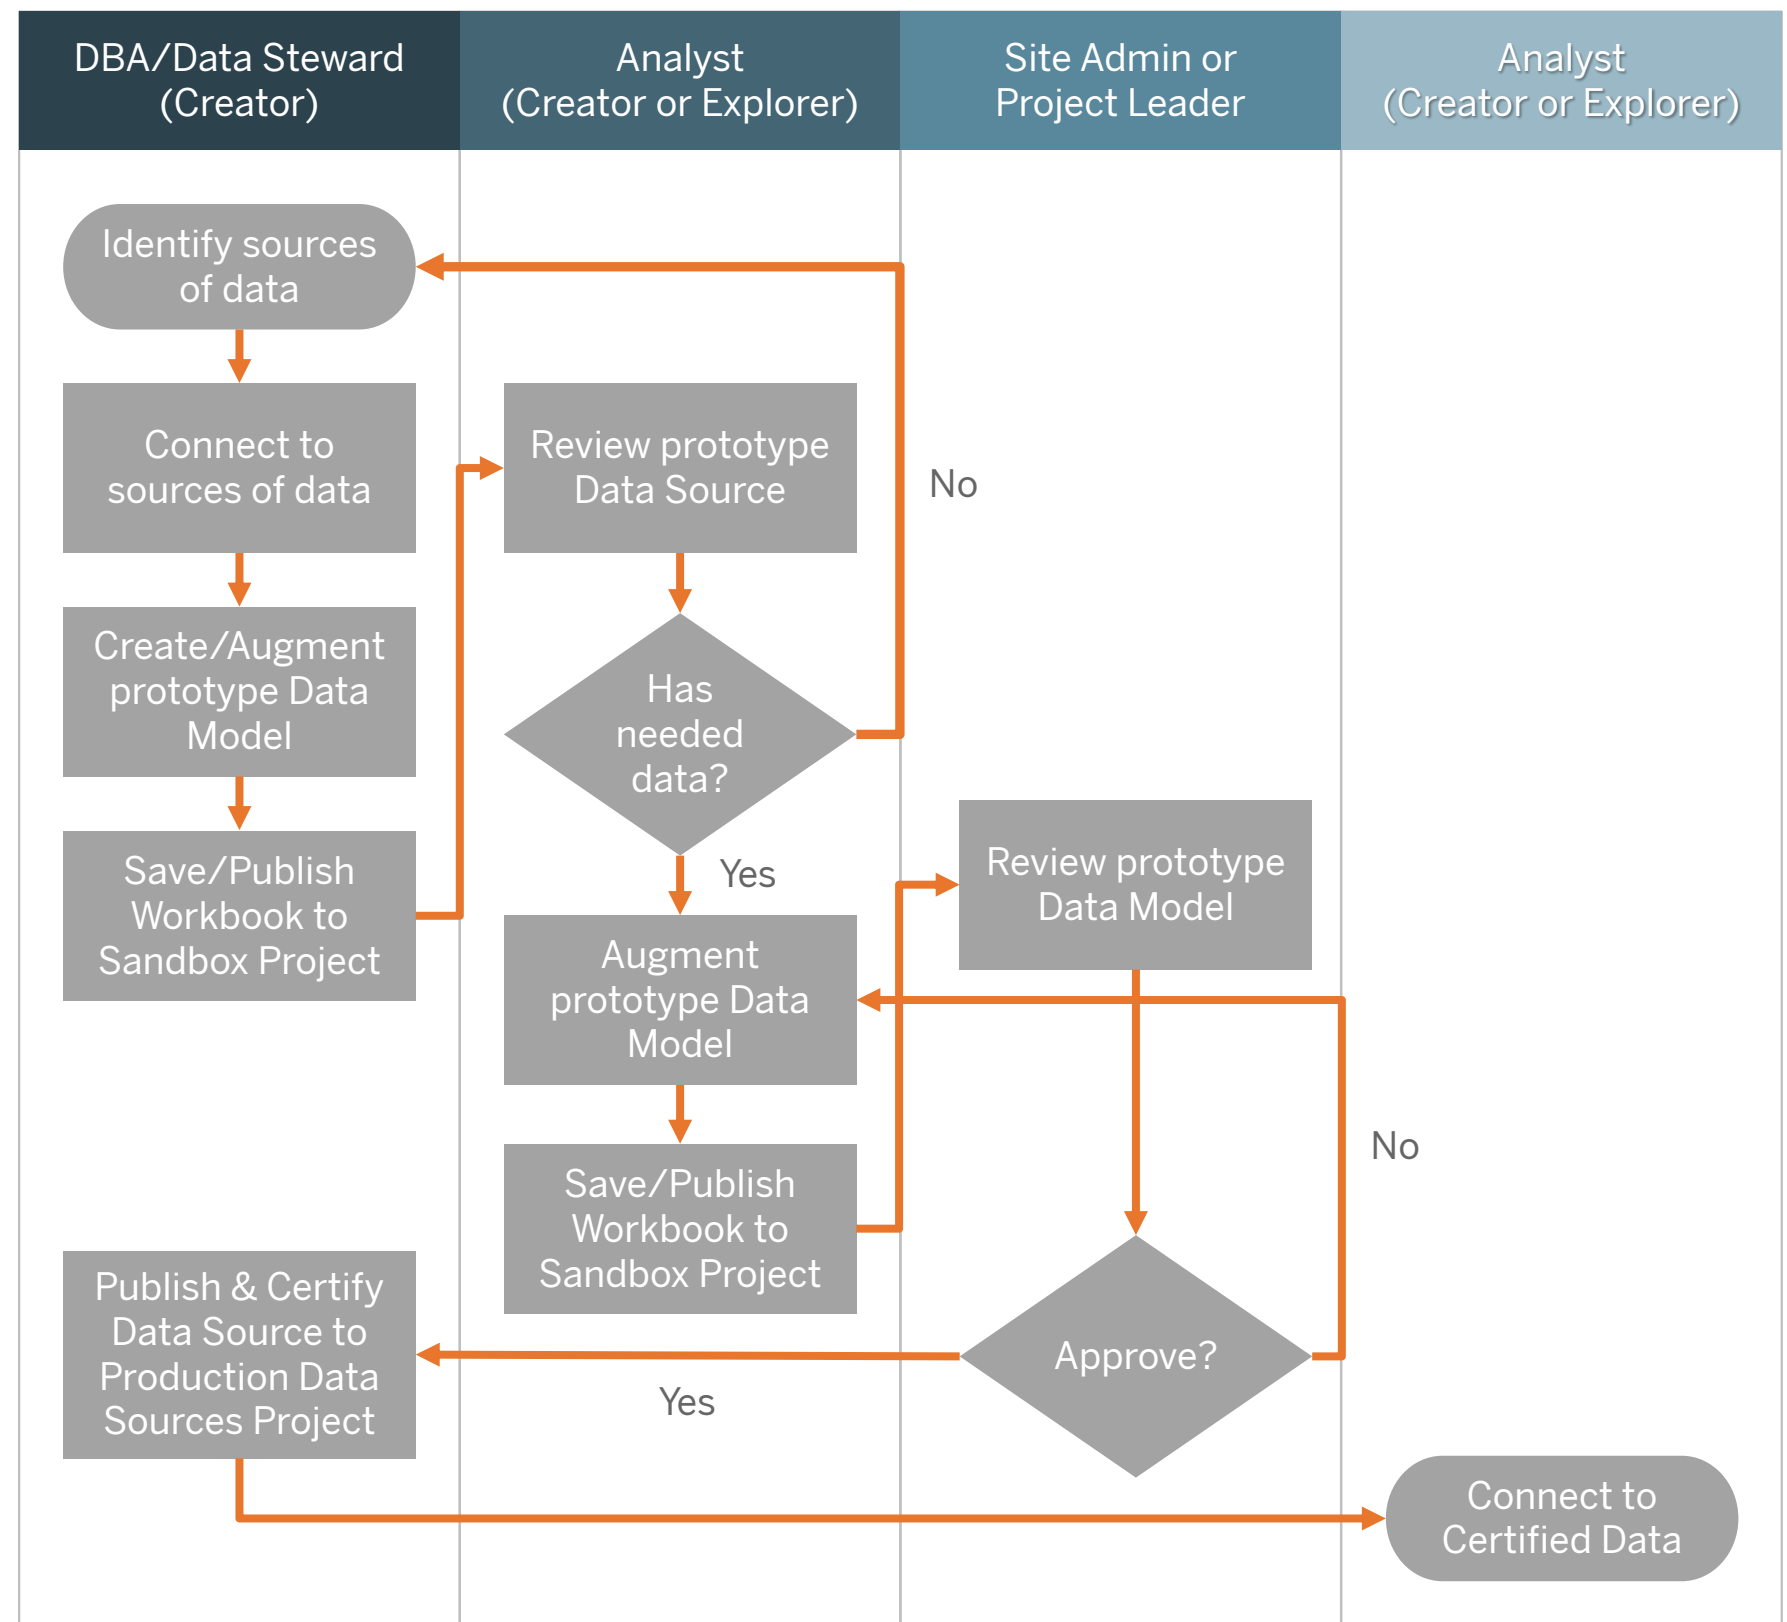 DBA/Data Steward
(Creator)
Analyst
(Creator or Explorer)
Site Admin or
Project Leader
Analyst
(Creator or Explorer)
Identify sources
of data
Connect to
sources of data
Create/Augment
prototype Data
Model
Save/Publish
Workbook to
Sandbox Project
Review prototype
Data Source
No
Has
needed
data?
Yes
Augment
prototype Data
Model
Save/Publish
Workbook to
Sandbox Project
Review prototype
Data Model
No
Approve?
Yes
Publish & Certify
Data Source to
Production Data
Sources Project
Connect to
Certified Data